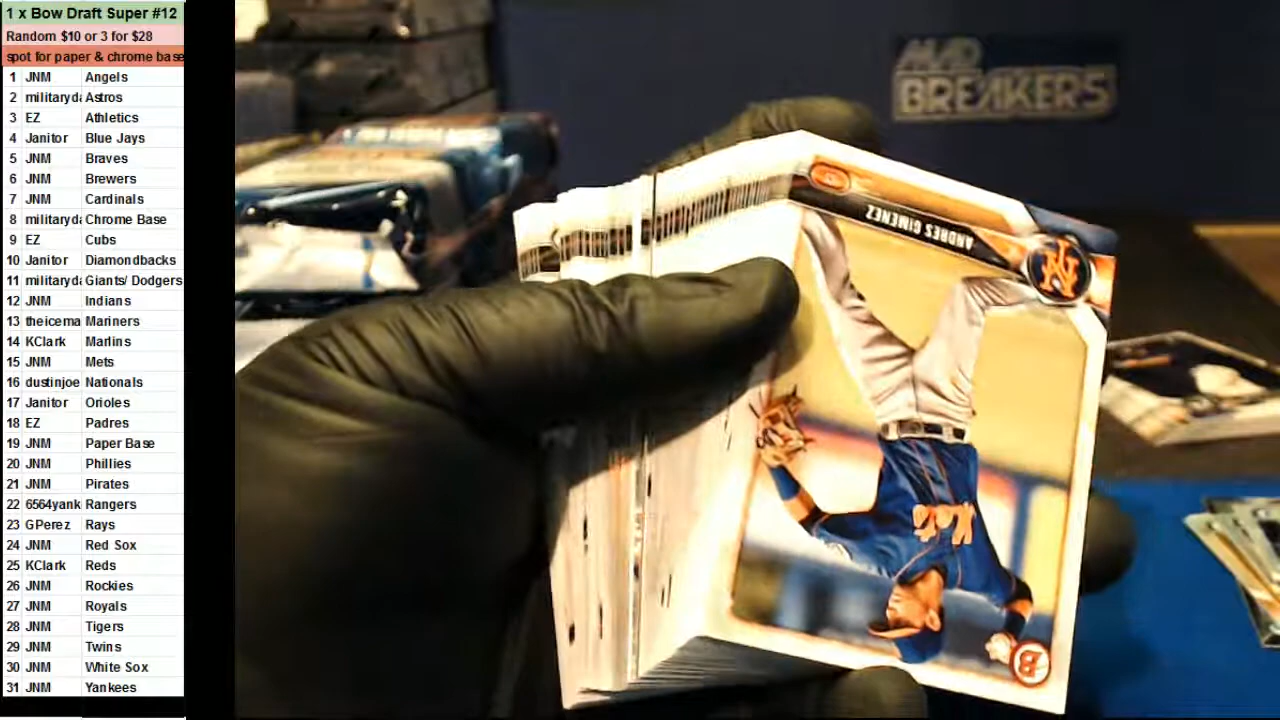 1 x Bow Draft Super #12
Random $10 or 3 for $28
spot for paper & chrome base
1 JNM Angels
2 militaryda Astros
3 EZ Athletics
4 Janitor Blue Jays
5 JNM Braves
6 JNM Brewers
7 JNM Cardinals
8 militaryda Chrome Base
9 EZ Cubs
10 Janitor Diamondbacks
11 militaryda Giants/ Dodgers
12 JNM Indians
13 theicema Mariners
14 KClark Marlins
15 JNM Mets
16 dustinjoe Nationals
17 Janitor Orioles
18 EZ Padres
19 JNM Paper Base
20 JNM Phillies
21 JNM Pirates
22 6564yank Rangers
23 GPerez Rays
24 JNM Red Sox
25 KClark Reds
26 JNM Rockies
27 JNM Royals
28 JNM Tigers
29 JNM Twins
30 JNM White Sox
31 JNM Yankees
MAD
BREAKERS
ANDRES GIMENEZ
NY
Mets
B